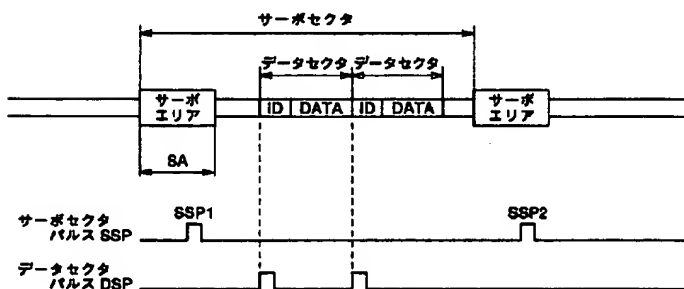 サーボセクタ
データセクタ データセクタ
サーボ
エリア
ID DATA ID DATA
サーボ
エリア
SA
サーボセクタ
パルス SSP
SSP1
SSP2
データセクタ
パルス DSP